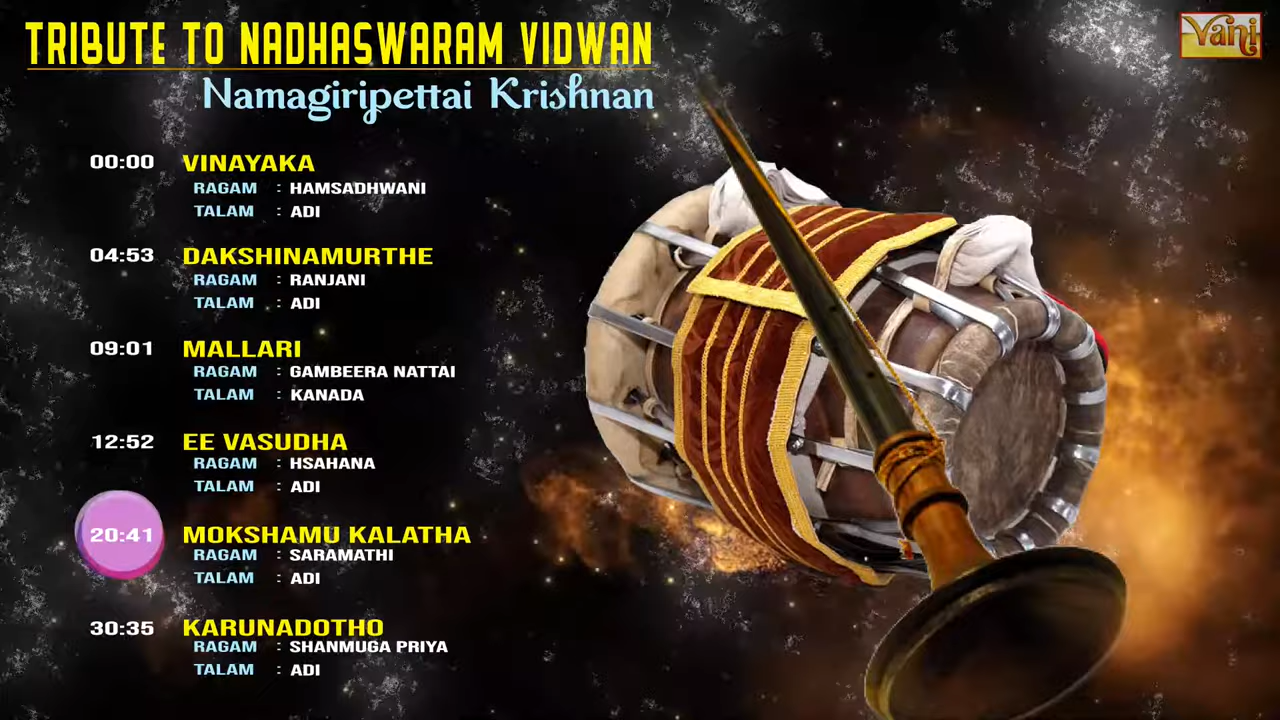 TRIBUTE TO NADHASWARAM VIDWAN
Namagiripettai Krishnan
Vani
00:00 VINAYAKA
RAGAM : HAMSADHWANI
TALAM : ADI
04:53 DAKSHINAMURTHE
RAGAM : RANJANI
TALAM : ADI
09:01 MALLARI
RAGAM : GAMBEERA NATTAI
TALAM : KANADA
12:52 EE VASUDHA
RAGAM : HSAHANA
TALAM : ADI
20:41 MOKSHAMU KALATHA
RAGAM : SARAMATHI
TALAM : ADI
30:35 KARUNADOTHO
RAGAM : SHANMUGA PRIYA
TALAM : ADI